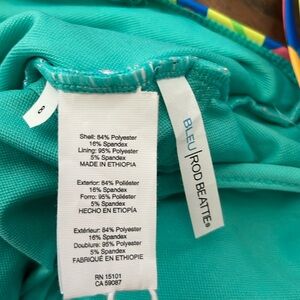 8
Shell: 84% Polyester
16% Spandex
Lining: 95% Polyester
5% Spandex
MADE IN ETHIOPIA
Exterior: 84% Poliéster
16% Spandex
Forro: 95% Poliéster
5% Spandex
HECHO EN ETIOPÍA
Extérieur: 84% Polyester
16% Spandex
Doublure: 95% Polyester
5% Spandex
FABRIQUÉ EN ETHIOPIE
RN 15101
CA 59087
BLEU|ROD BEATTIE®